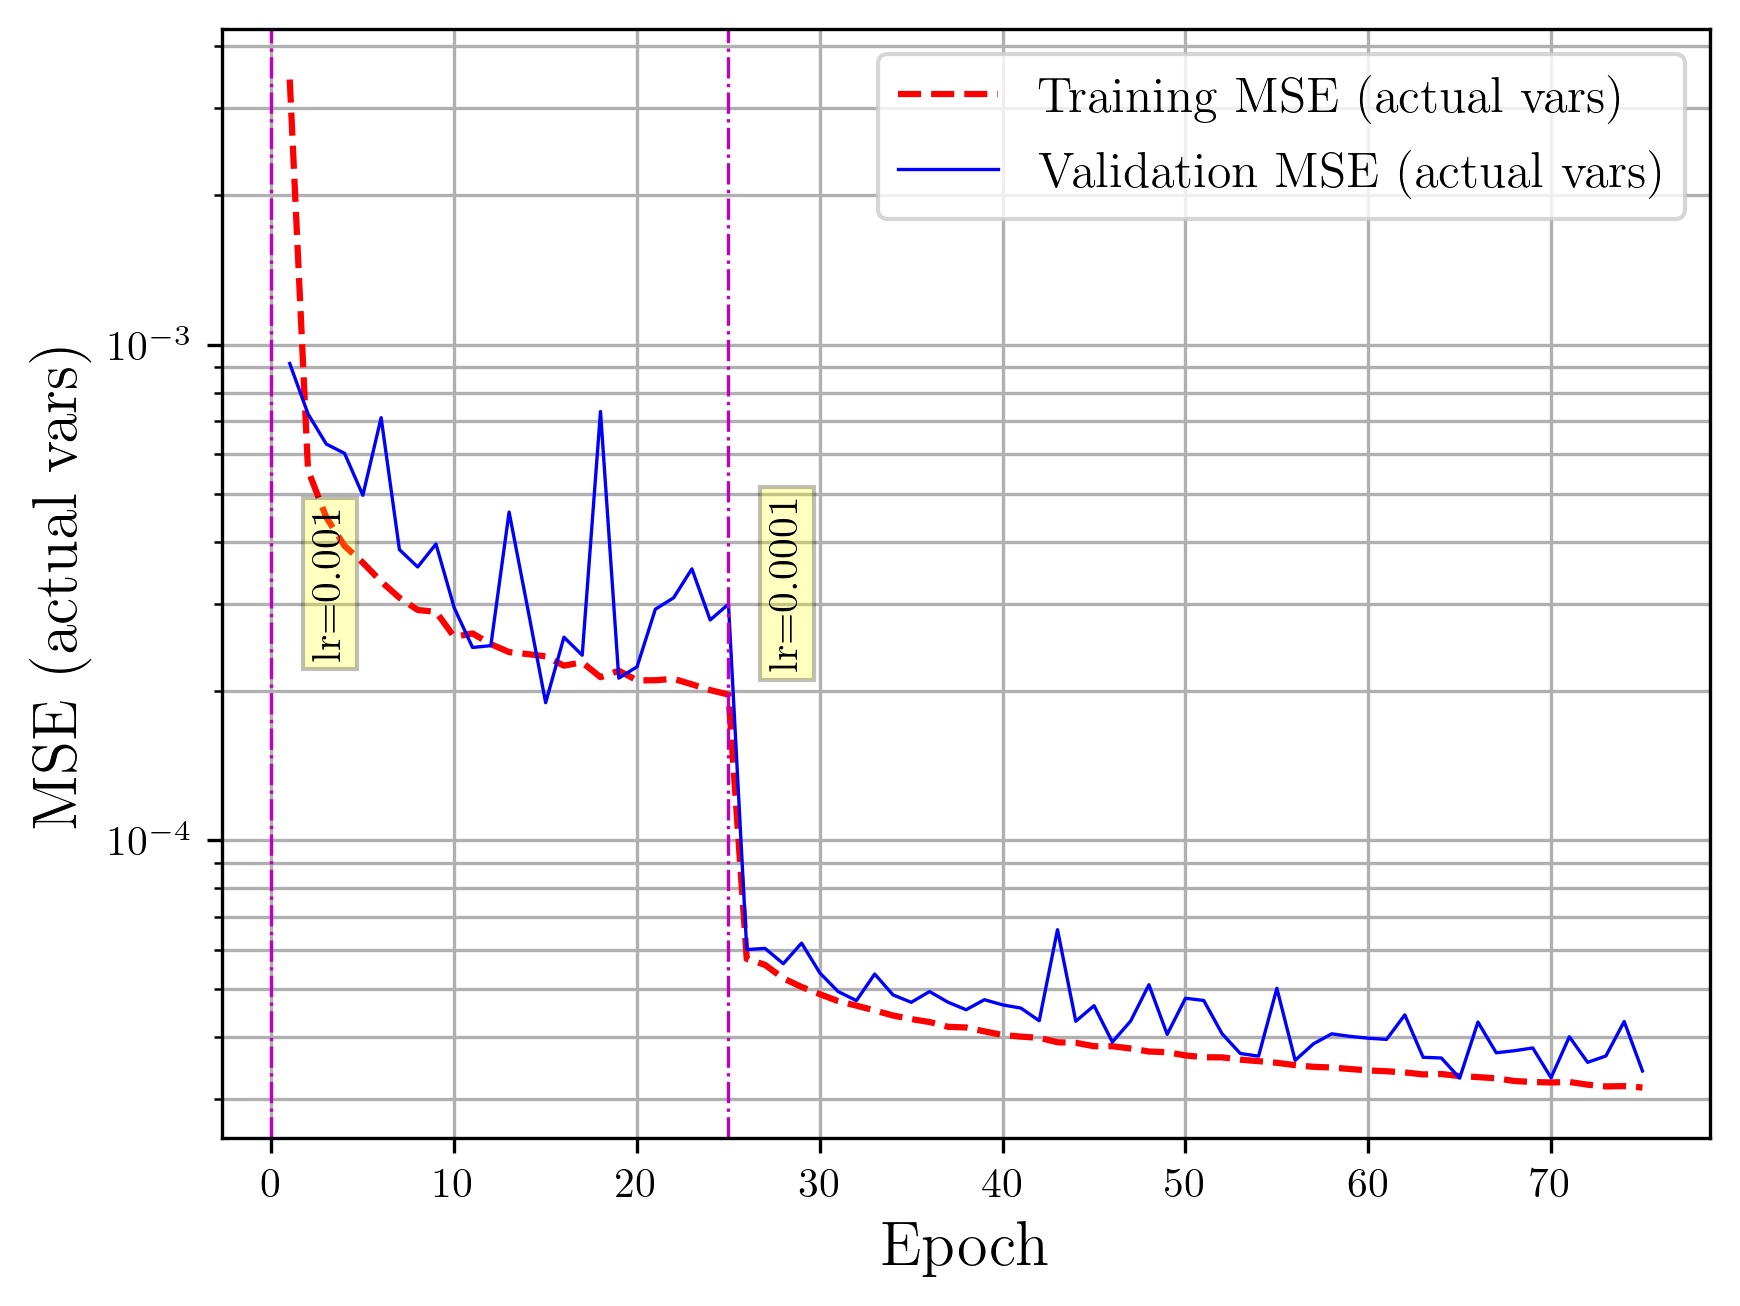 Training MSE (actual vars)
Validation MSE (actual vars)
MSE (actual vars)
10⁻³
10⁻⁴
lr=0.001
lr=0.0001
0 10 20 30 40 50 60 70
Epoch